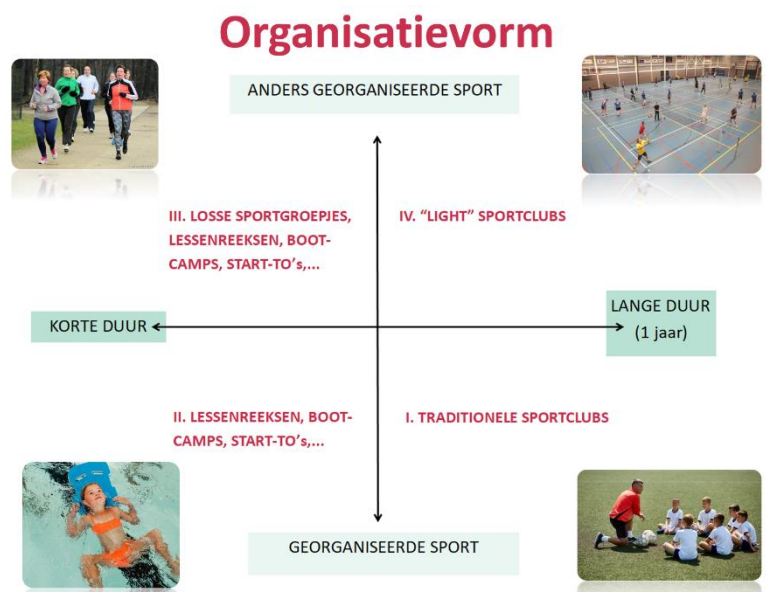 Organisatievorm
ANDERS GEORGANISEERDE SPORT
III. LOSSE SPORTGROEPJES,
LESSENREEKSEN, BOOT-
CAMPS, START-TO's,...
IV. “LIGHT” SPORTCLUBS
KORTE DUUR
LANGE DUUR
(1 jaar)
II. LESSENREEKSEN, BOOT-
CAMPS, START-TO's,...
I. TRADITIONELE SPORTCLUBS
GEORGANISEERDE SPORT